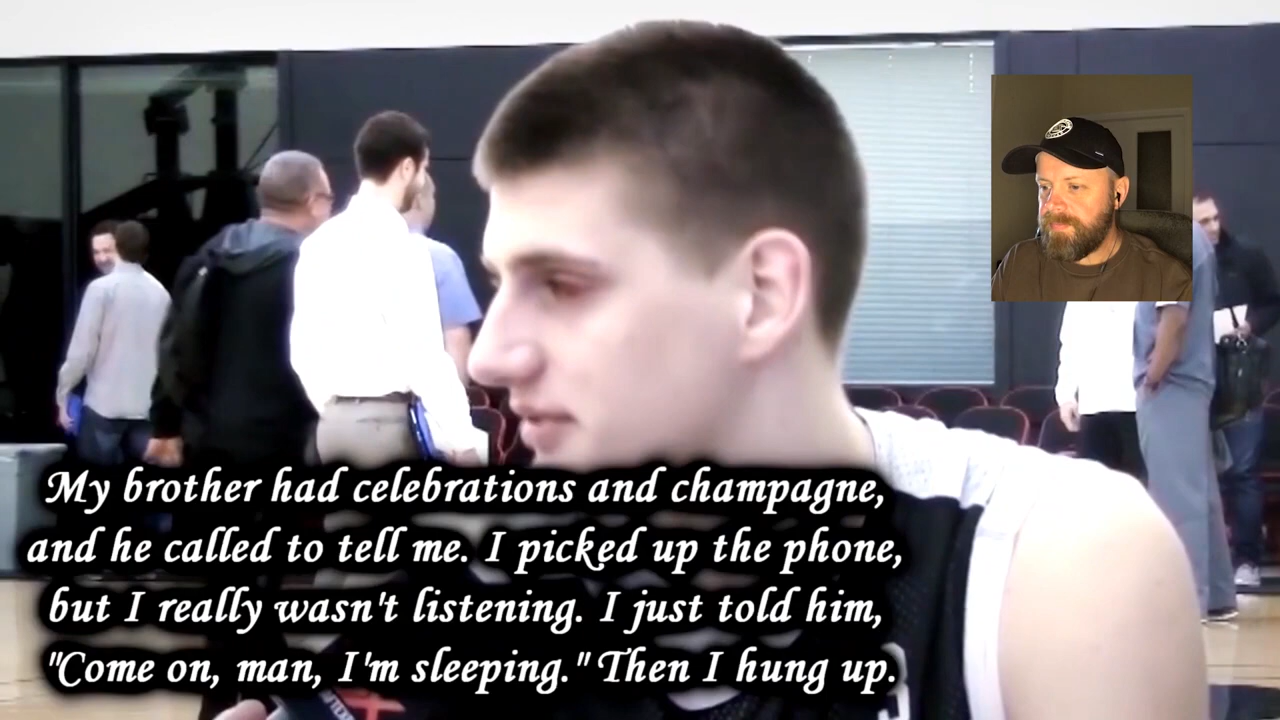 My brother had celebrations and champagne,
and he called to tell me. I picked up the phone,
but I really wasn't listening. I just told him,
"Come on, man, I'm sleeping." Then I hung up.